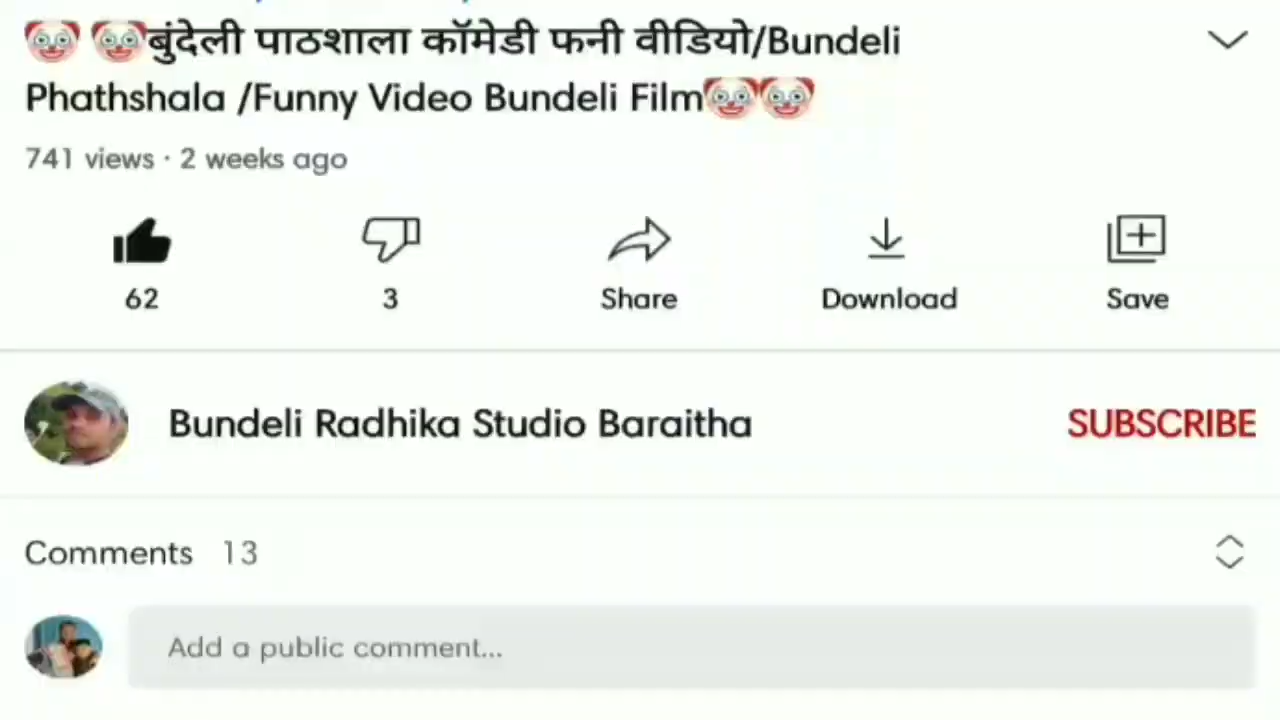 🤡 🤡बुंदेली पाठशाला कॉमेडी फनी वीडियो/Bundeli
Phathshala /Funny Video Bundeli Film🤡🤡
741 views · 2 weeks ago
62
3
Share
Download
Save
Bundeli Radhika Studio Baraitha
SUBSCRIBE
Comments 13
Add a public comment...